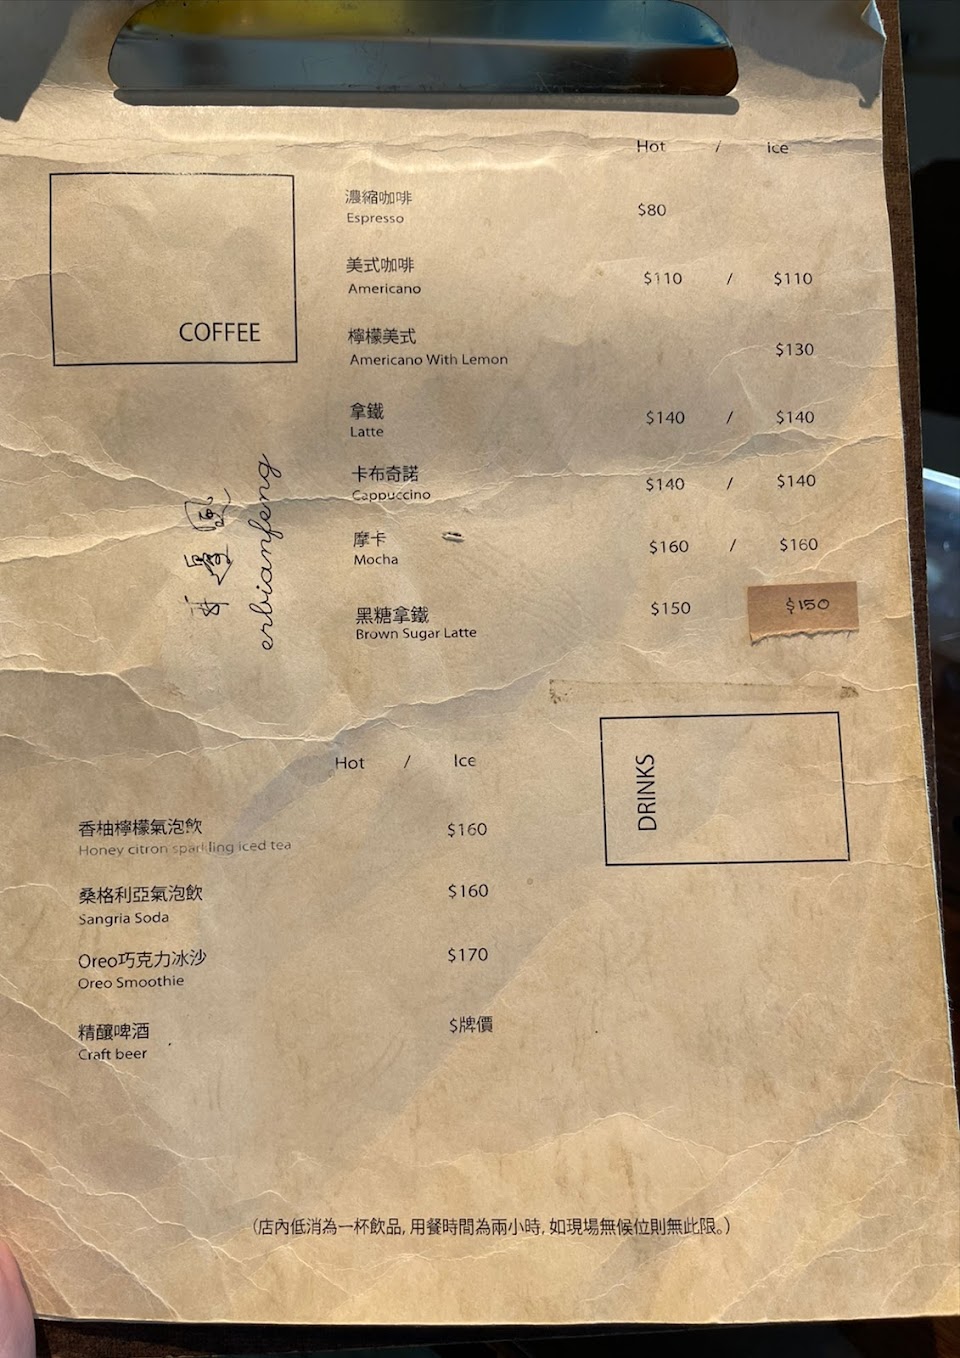 Hot / Ice
濃縮咖啡
Espresso
$80
美式咖啡
Americano
$110 / $110
檸檬美式
Americano With Lemon
$130
拿鐵
Latte
$140 / $140
卡布奇諾
Cappuccino
$140 / $140
摩卡
Mocha
$160 / $160
黑糖拿鐵
Brown Sugar Latte
$150 $150
COFFEE
耳邊風
erbianfeng
DRINKS
Hot / Ice
香柚檸檬氣泡飲
Honey citron sparkling iced tea
$160
桑格利亞氣泡飲
Sangria Soda
$160
Oreo巧克力冰沙
Oreo Smoothie
$170
精釀啤酒
Craft beer
$牌價
（店內低消為一杯飲品, 用餐時間為兩小時, 如現場無候位則無此限。）